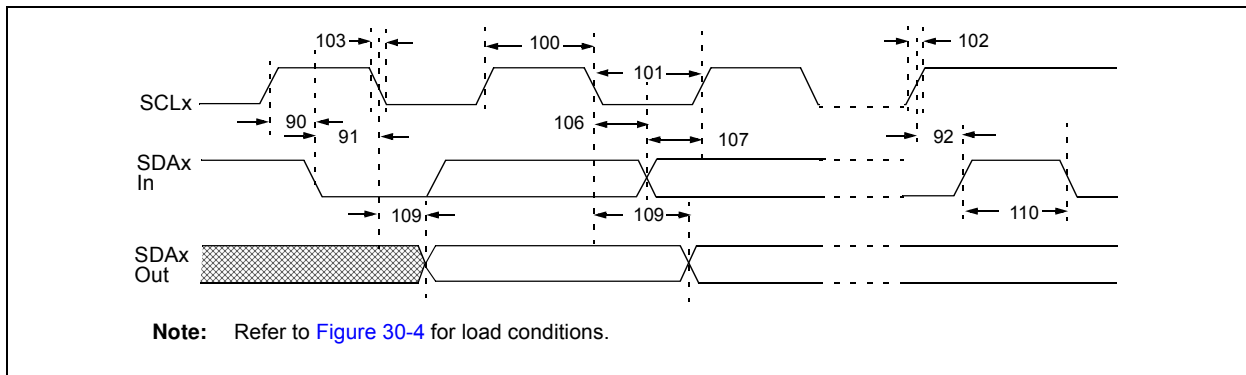 103
100
102
101
SCLx
90
91
106
107
92
SDAx
In
109
109
110
SDAx
Out
Note: Refer to Figure 30-4 for load conditions.